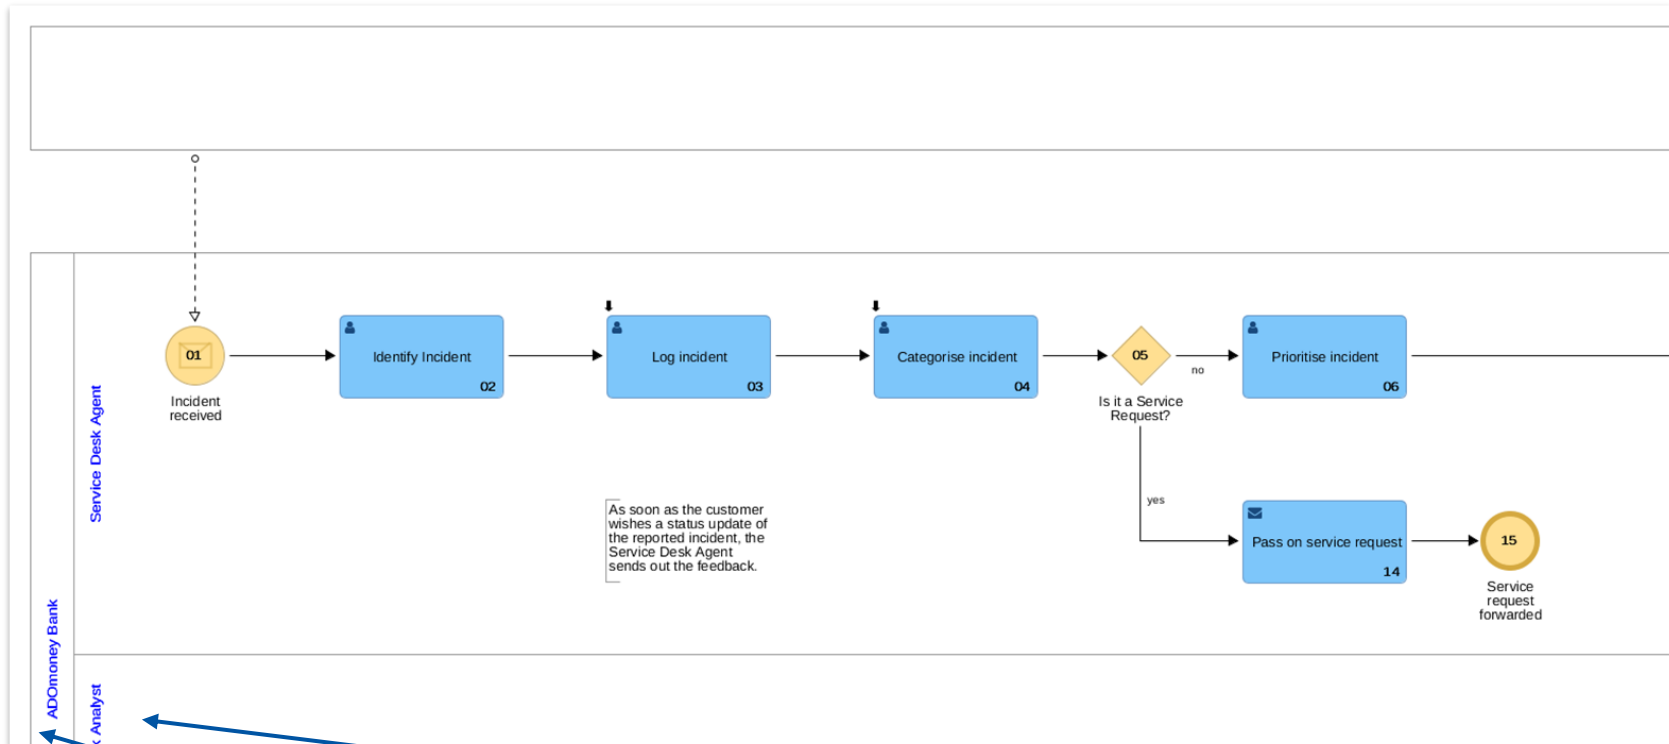 01
Incident
received
Identify Incident
02
Log incident
03
Categorise incident
04
05
Is it a Service
Request?
no
Prioritise incident
06
yes
As soon as the customer
wishes a status update of
the reported incident, the
Service Desk Agent
sends out the feedback.
Pass on service request
14
15
Service
request
forwarded
Service Desk Agent
ADOmoney Bank
Analyst